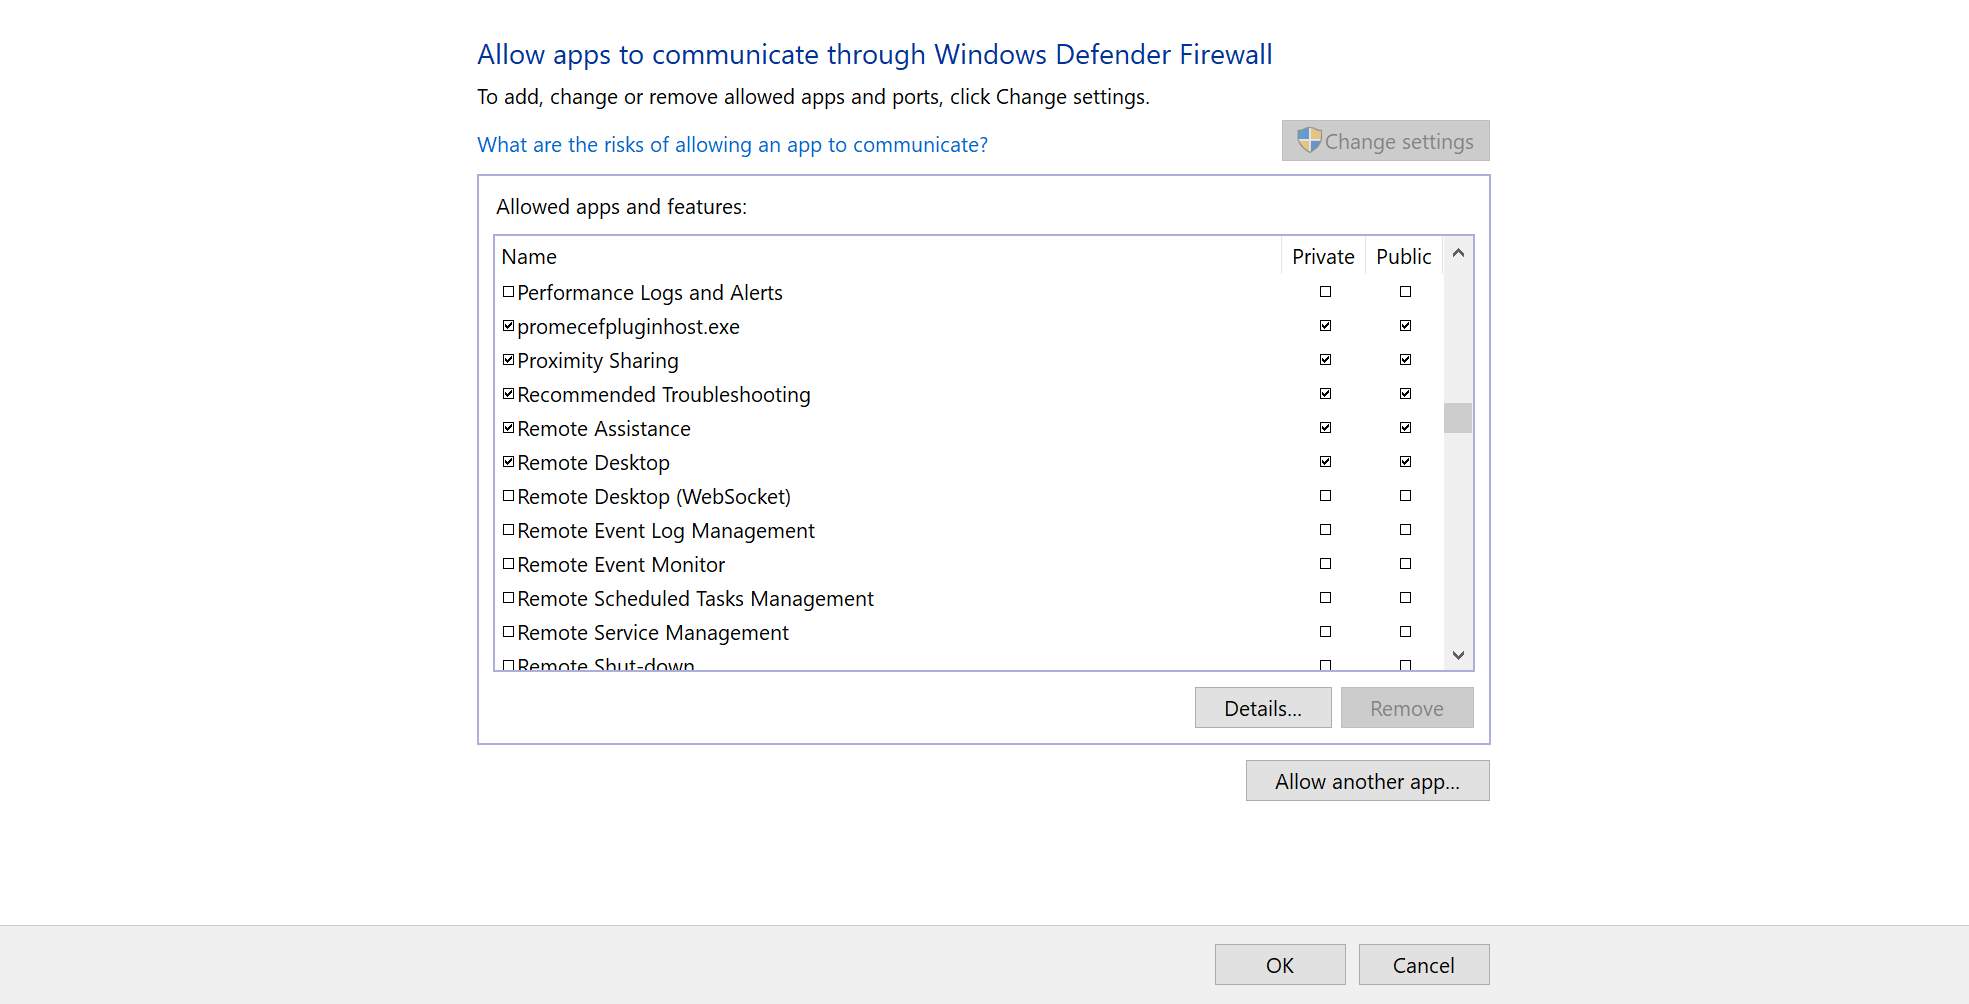 Allow apps to communicate through Windows Defender Firewall
To add, change or remove allowed apps and ports, click Change settings.
What are the risks of allowing an app to communicate?
Change settings
Allowed apps and features:
Name Private Public
Performance Logs and Alerts
promecefpluginhost.exe
Proximity Sharing
Recommended Troubleshooting
Remote Assistance
Remote Desktop
Remote Desktop (WebSocket)
Remote Event Log Management
Remote Event Monitor
Remote Scheduled Tasks Management
Remote Service Management
Remote Shut-down
Details... Remove
Allow another app...
OK Cancel